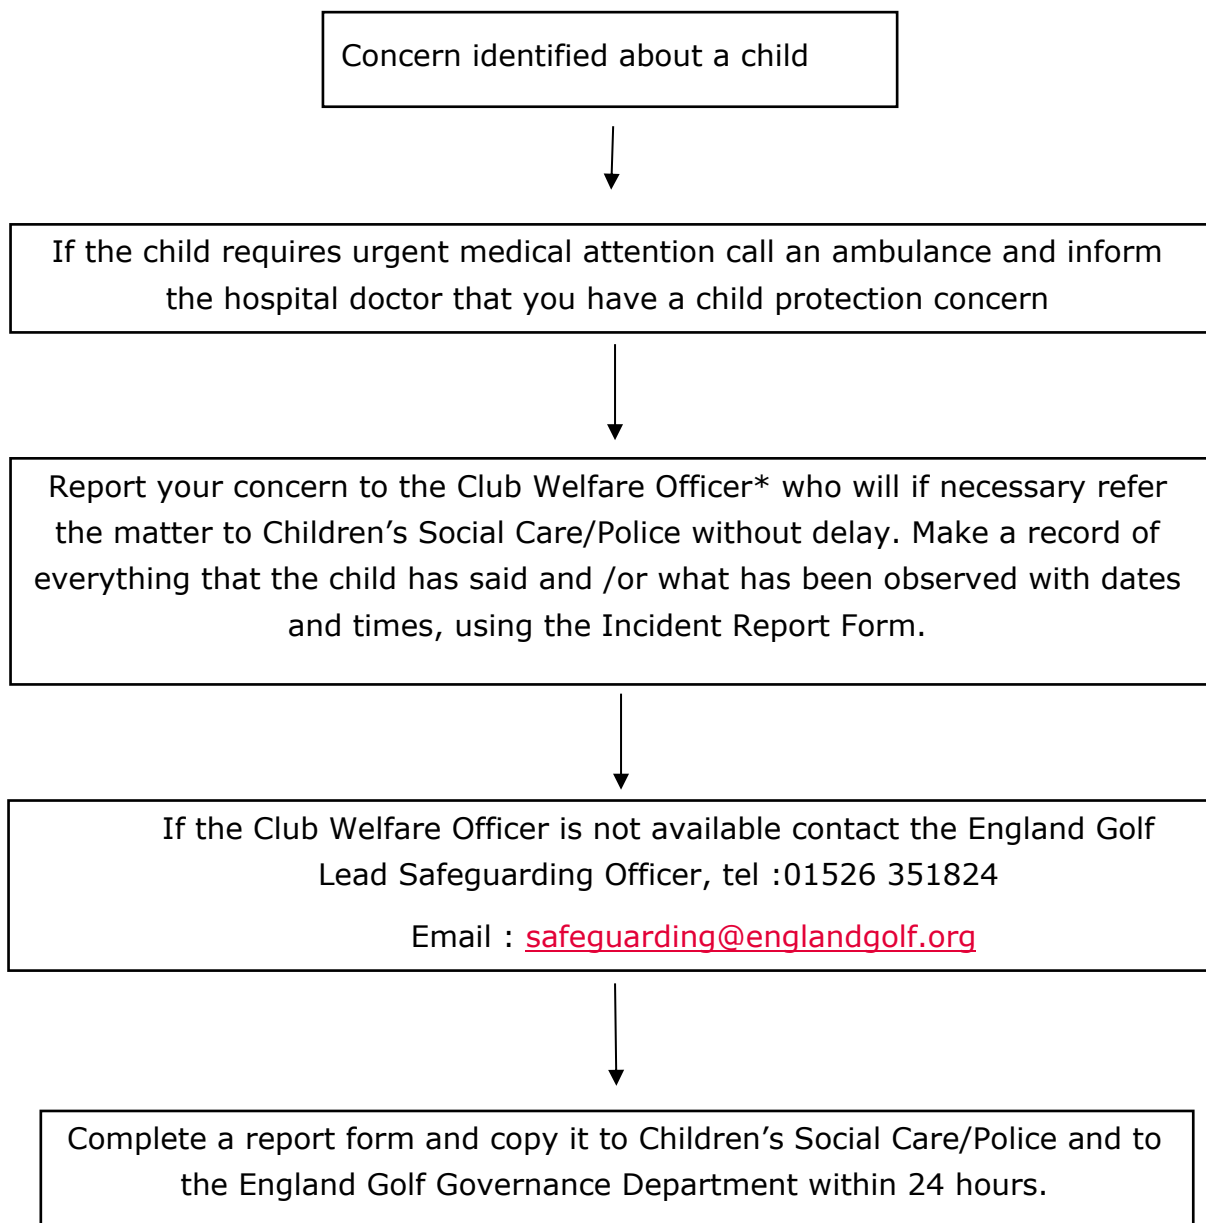 Concern identified about a child
If the child requires urgent medical attention call an ambulance and inform
the hospital doctor that you have a child protection concern
Report your concern to the Club Welfare Officer* who will if necessary refer
the matter to Children’s Social Care/Police without delay. Make a record of
everything that the child has said and /or what has been observed with dates
and times, using the Incident Report Form.
If the Club Welfare Officer is not available contact the England Golf
Lead Safeguarding Officer, tel :01526 351824
Email : safeguarding@englandgolf.org
Complete a report form and copy it to Children’s Social Care/Police and to
the England Golf Governance Department within 24 hours.